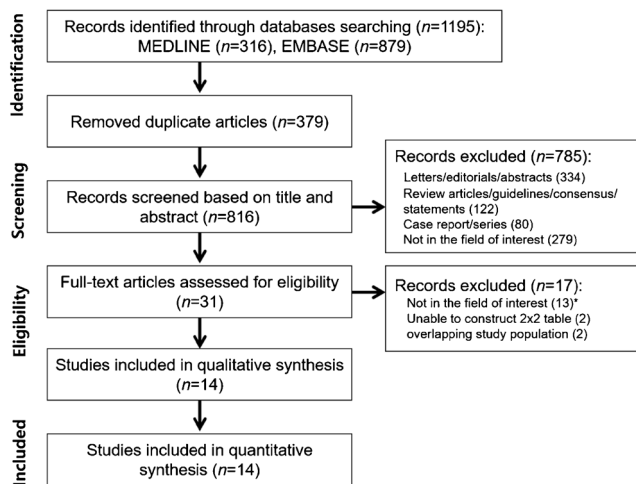 Identification
Records identified through databases searching (n=1195):
MEDLINE (n=316), EMBASE (n=879)
Removed duplicate articles (n=379)
Screening
Records screened based on title and
abstract (n=816)
Records excluded (n=785):
Letters/editorials/abstracts (334)
Review articles/guidelines/consensus/
statements (122)
Case report/series (80)
Not in the field of interest (279)
Eligibility
Full-text articles assessed for eligibility
(n=31)
Records excluded (n=17):
Not in the field of interest (13)*
Unable to construct 2x2 table (2)
overlapping study population (2)
Studies included in qualitative synthesis
(n=14)
Included
Studies included in quantitative
synthesis (n=14)